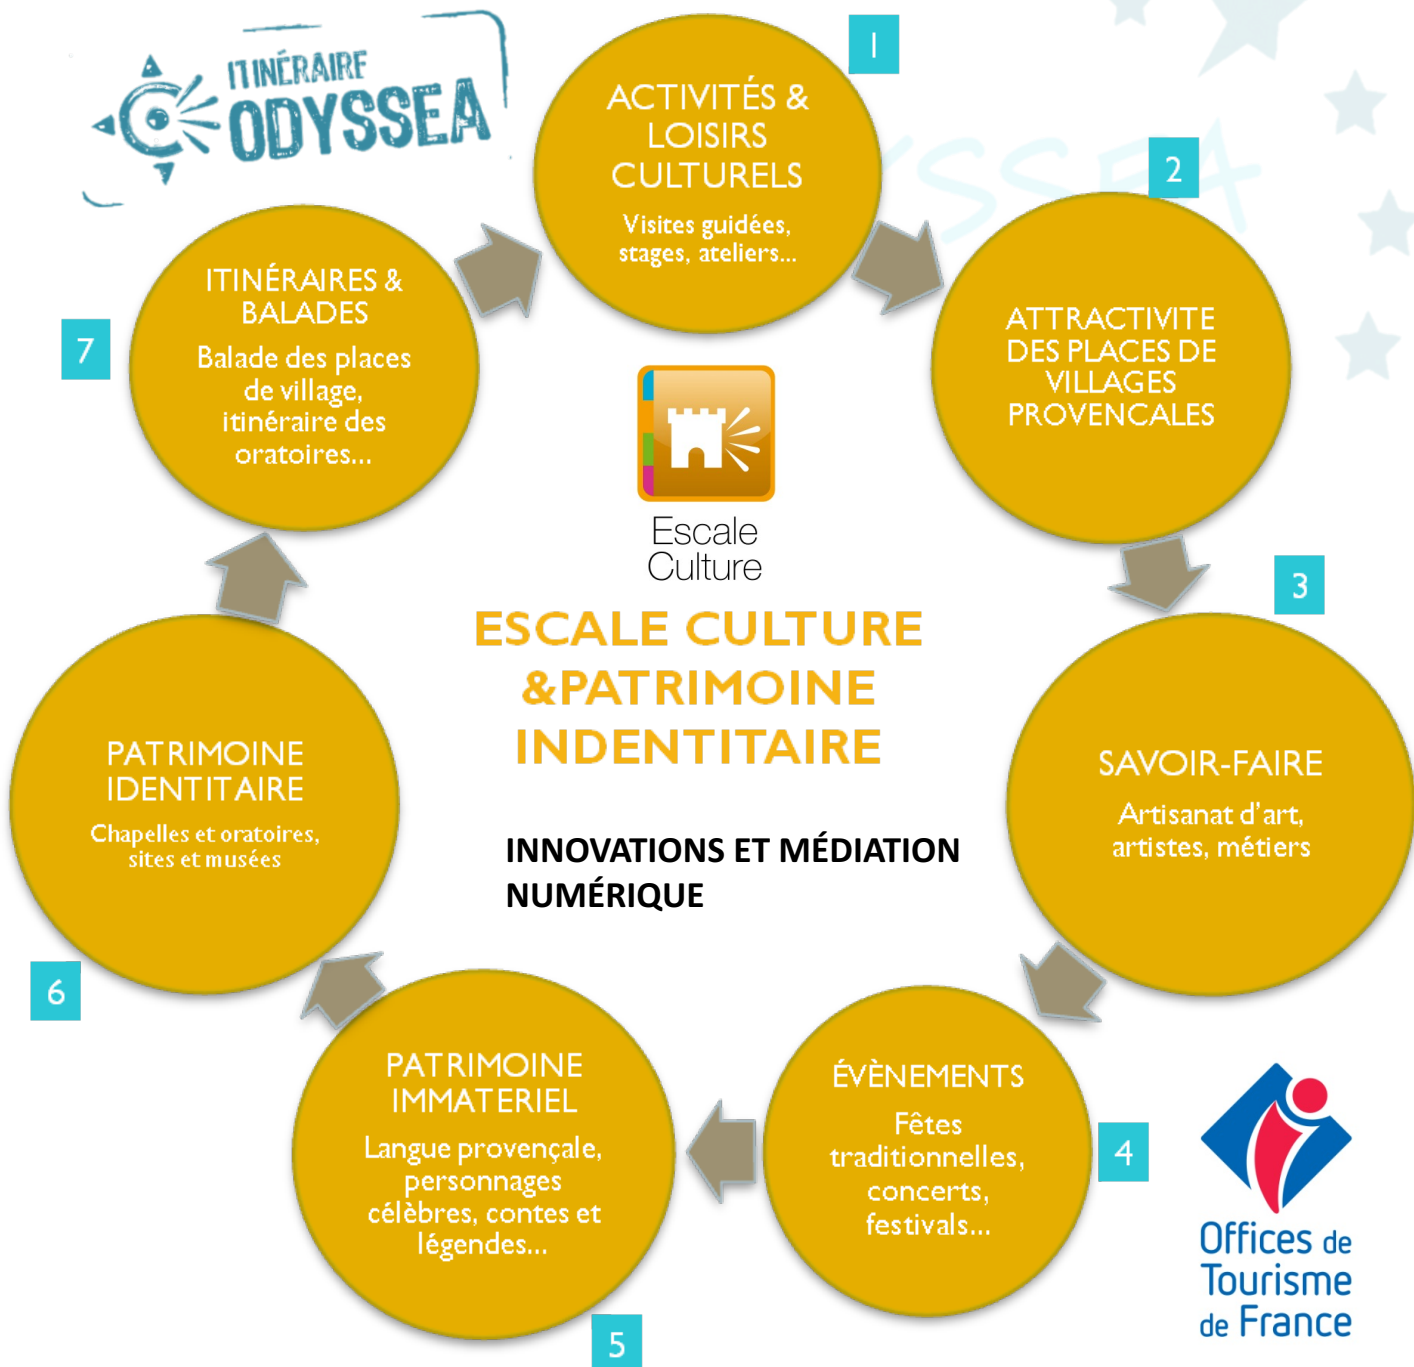 ITINÉRAIRE
ODYSSEA
1
ACTIVITÉS &
LOISIRS
CULTURELS
Visites guidées,
stages, ateliers...
2
ATTRACTIVITE
DES PLACES DE
VILLAGES
PROVENCALES
3
SAVOIR-FAIRE
Artisanat d'art,
artistes, métiers
4
ÉVÈNEMENTS
Fêtes
traditionnelles,
concerts,
festivals...
5
PATRIMOINE
IMMATERIEL
Langue provençale,
personnages
célèbres, contes et
légendes...
6
PATRIMOINE
IDENTITAIRE
Chapelles et oratoires,
sites et musées
7
ITINÉRAIRES &
BALADES
Balade des places
de village,
itinéraire des
oratoires...
Escale
Culture
ESCALE CULTURE
&PATRIMOINE
INDENTITAIRE
INNOVATIONS ET MÉDIATION
NUMÉRIQUE
Offices de
Tourisme
de France
YSSEA